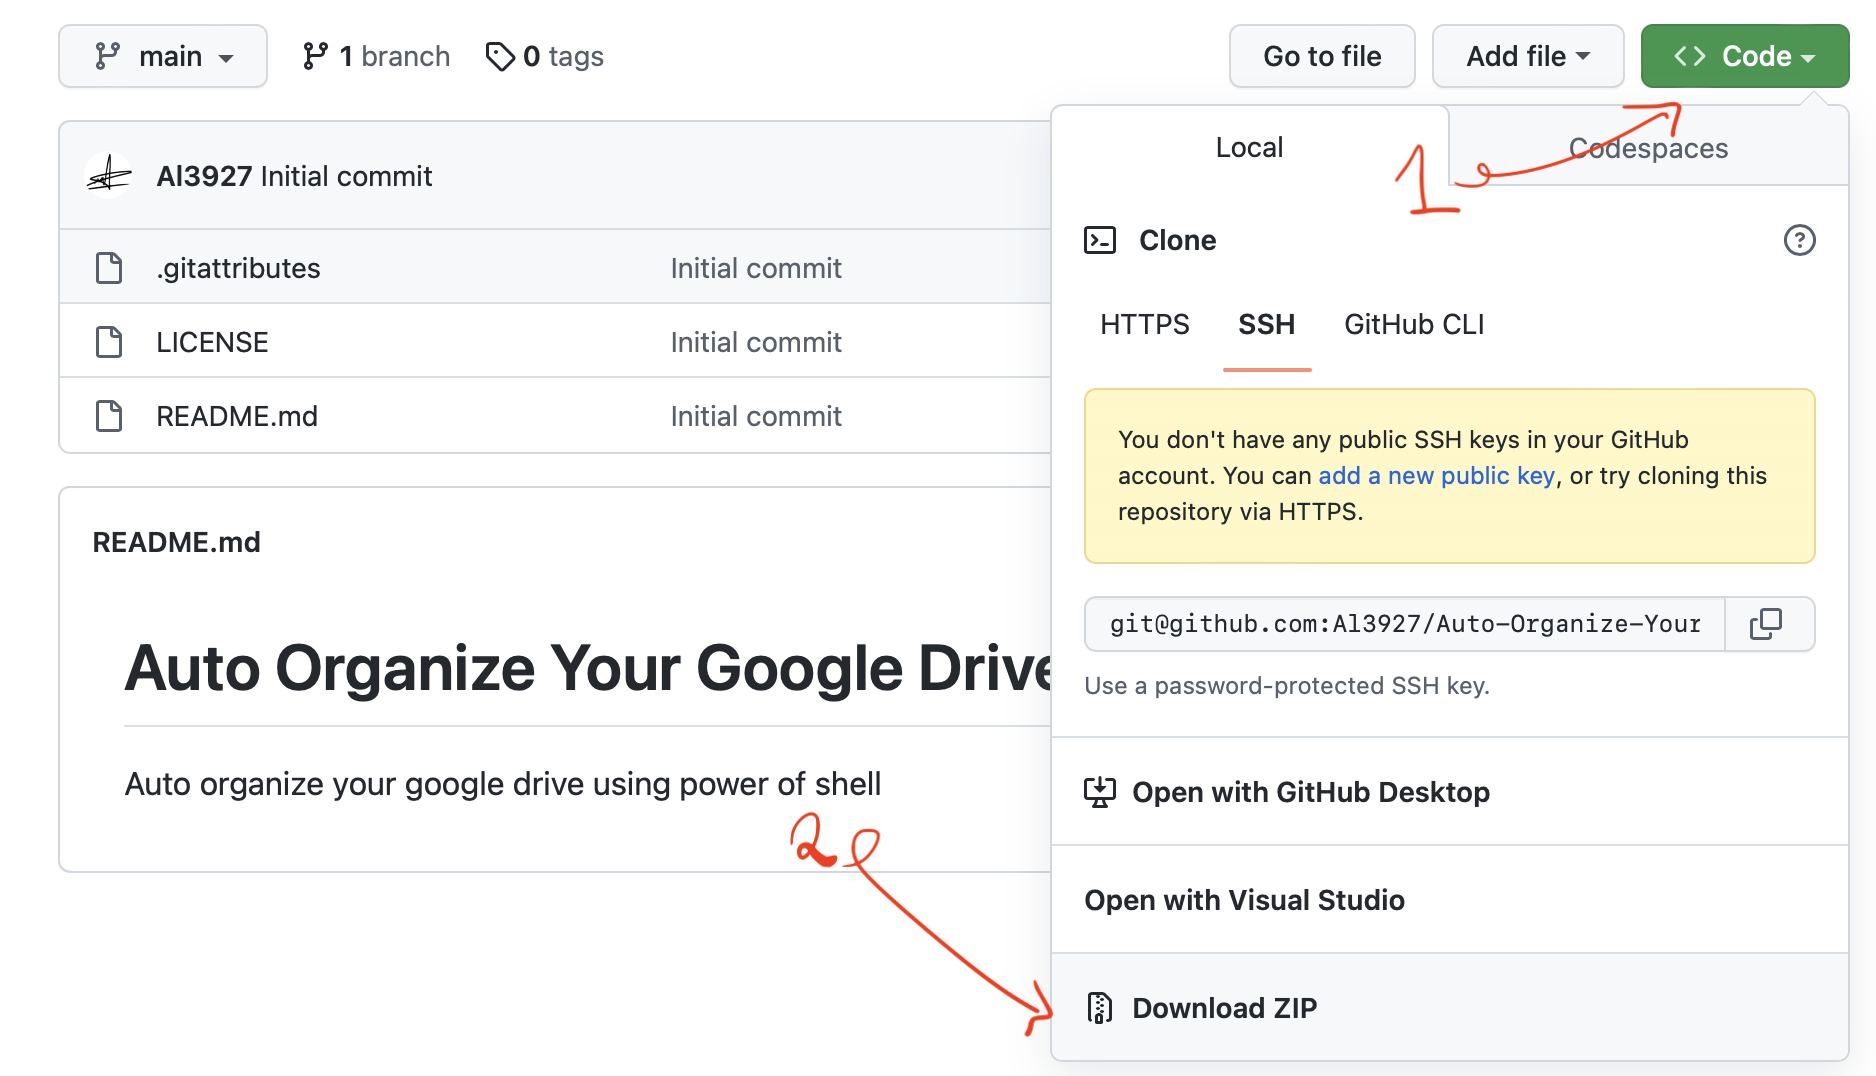 main
1 branch
0 tags
Go to file
Add file
Code
Al3927 Initial commit
.gitattributes Initial commit
LICENSE Initial commit
README.md Initial commit
README.md
Auto Organize Your Google Drive
Auto organize your google drive using power of shell
2
Local
Codespaces
1
Clone
HTTPS
SSH
GitHub CLI
You don't have any public SSH keys in your GitHub
account. You can add a new public key, or try cloning this
repository via HTTPS.
git@github.com:Al3927/Auto-Organize-Your
Use a password-protected SSH key.
Open with GitHub Desktop
Open with Visual Studio
Download ZIP